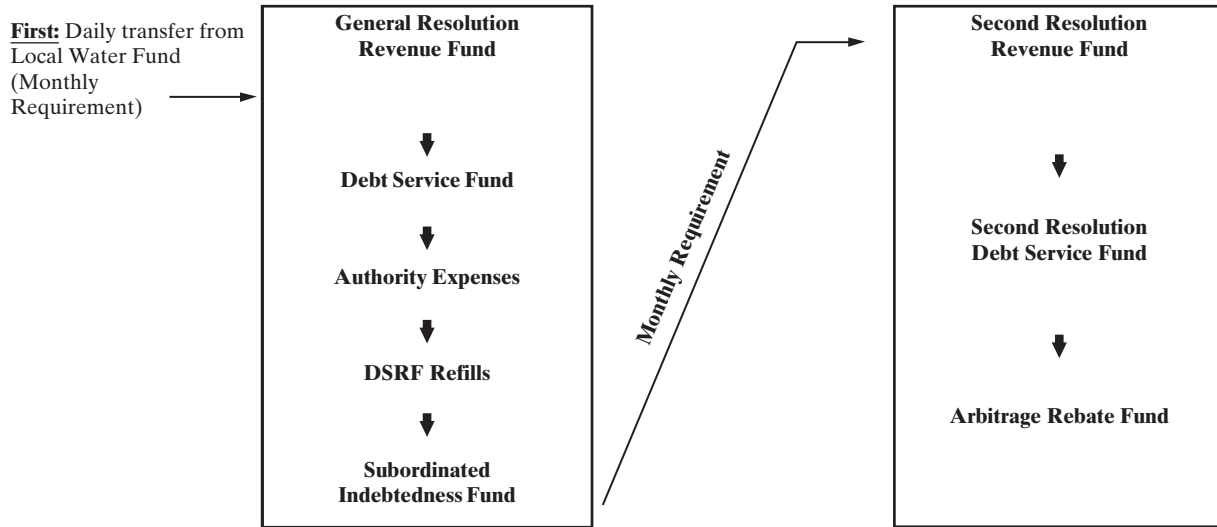 First: Daily transfer from
Local Water Fund
(Monthly
Requirement)
General Resolution
Revenue Fund
Debt Service Fund
Authority Expenses
DSRF Refills
Subordinated
Indebtedness Fund
Monthly Requirement
Second Resolution
Revenue Fund
Second Resolution
Debt Service Fund
Arbitrage Rebate Fund